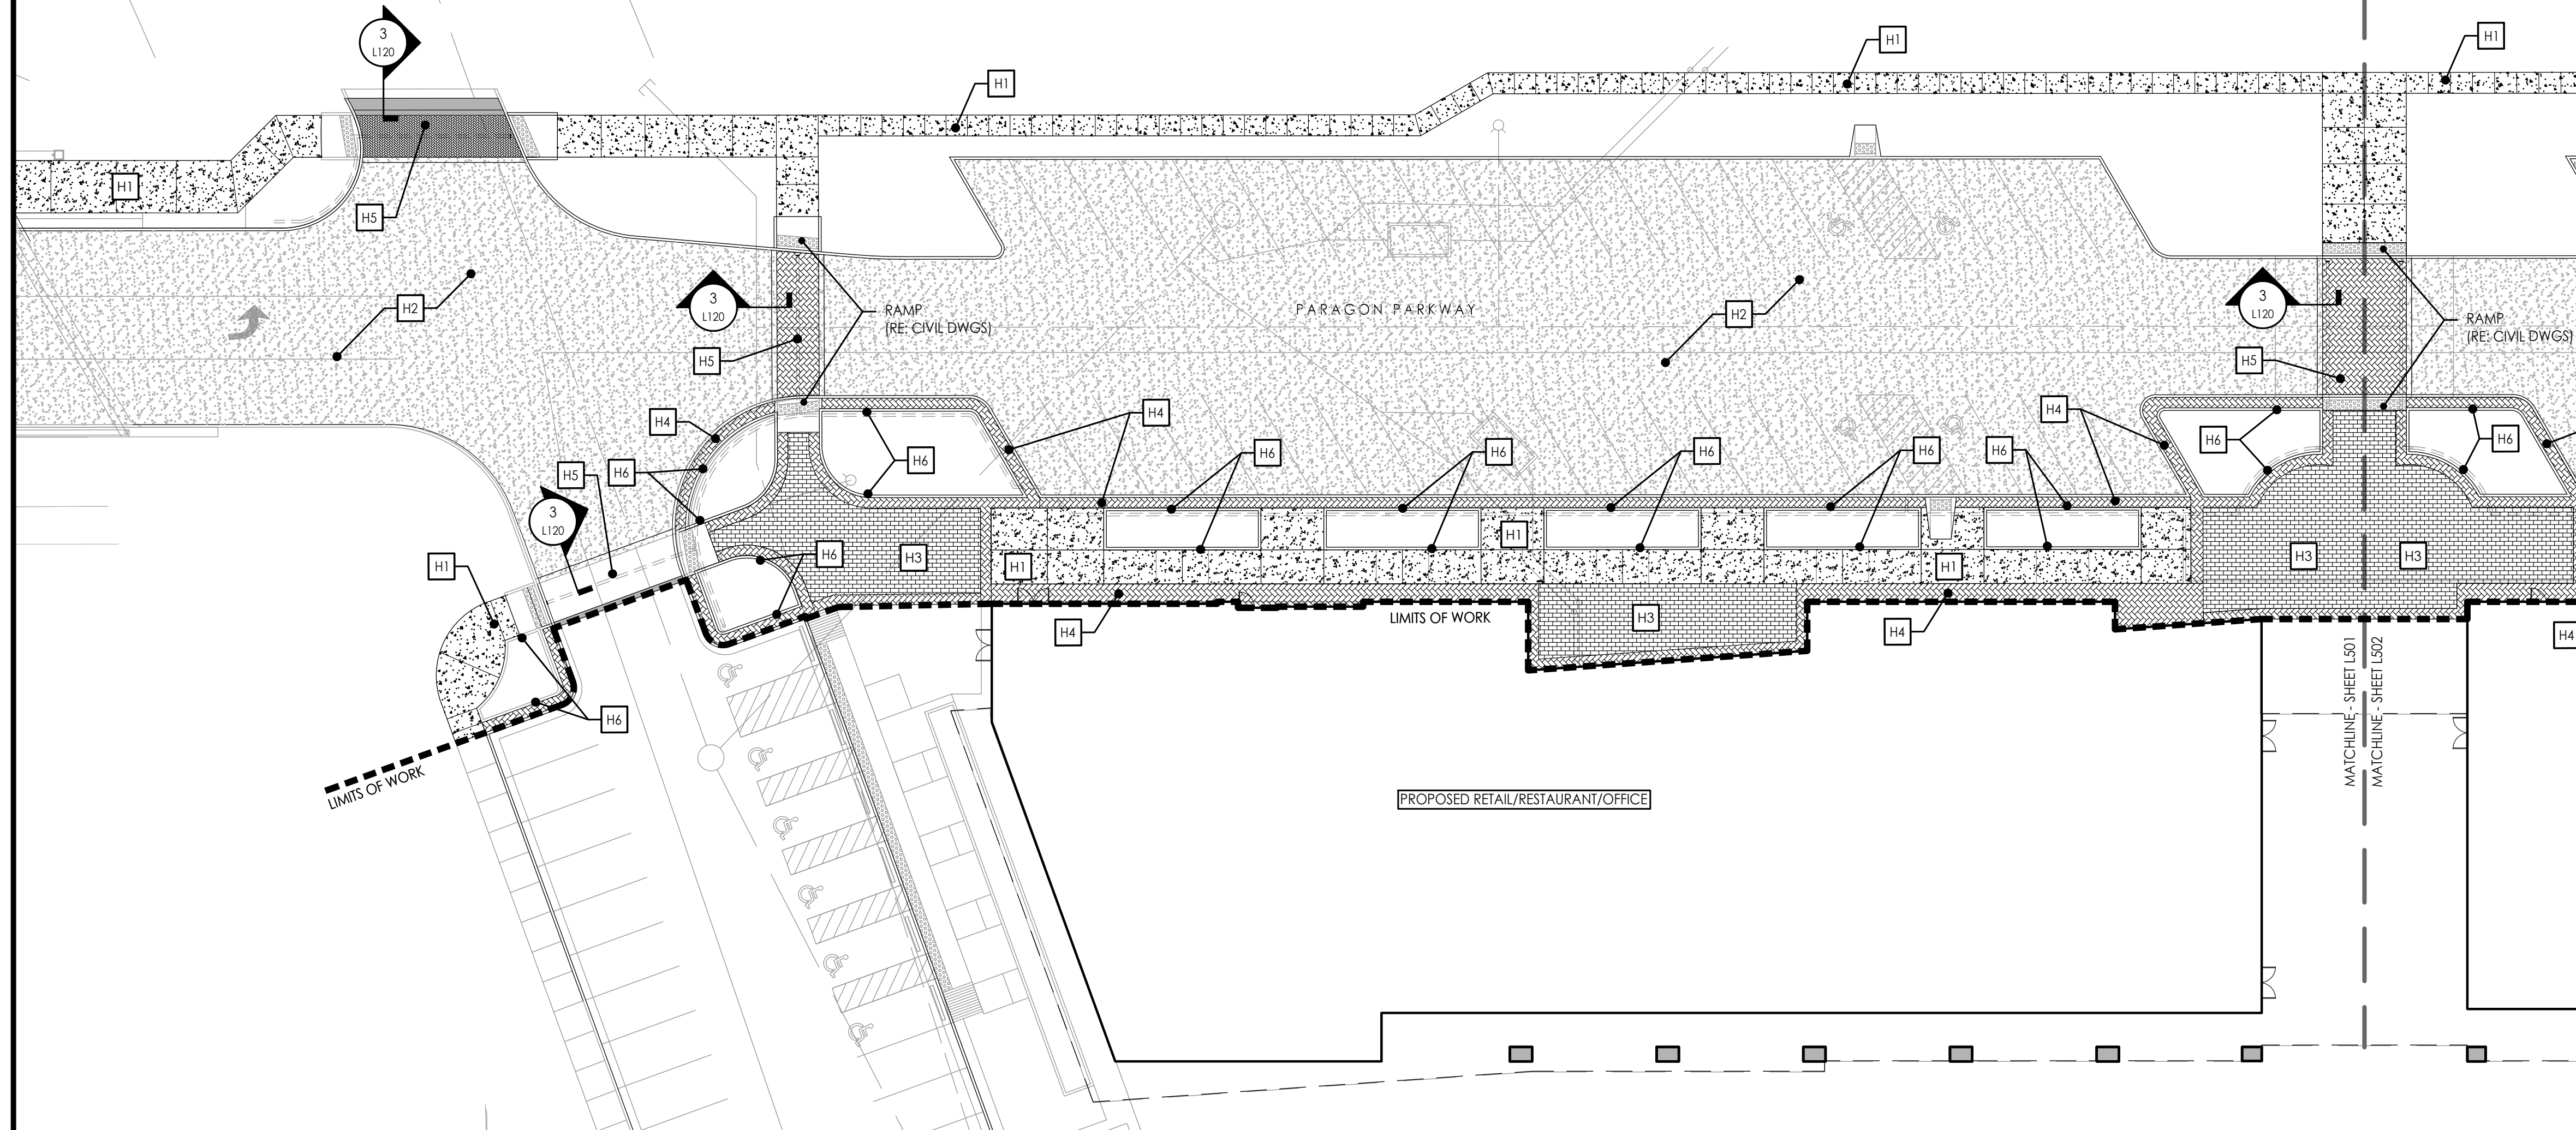 3
L120
H1
H1
H1
H1
H5
H2
3
L120
RAMP
(RE: CIVIL DWGS)
PARAGON PARKWAY
H2
3
L120
RAMP
(RE: CIVIL DWGS)
H5
H5
H4
H4
H4
H6
H6
H6
H6
H6
H6
H6
H6
H6
H5
H6
3
L120
H1
H6
H3
H1
H1
H1
H3
H3
H4
LIMITS OF WORK
H3
H4
H4
H6
LIMITS OF WORK
MATCHLINE - SHEET L501
MATCHLINE - SHEET L502
PROPOSED RETAIL/RESTAURANT/OFFICE